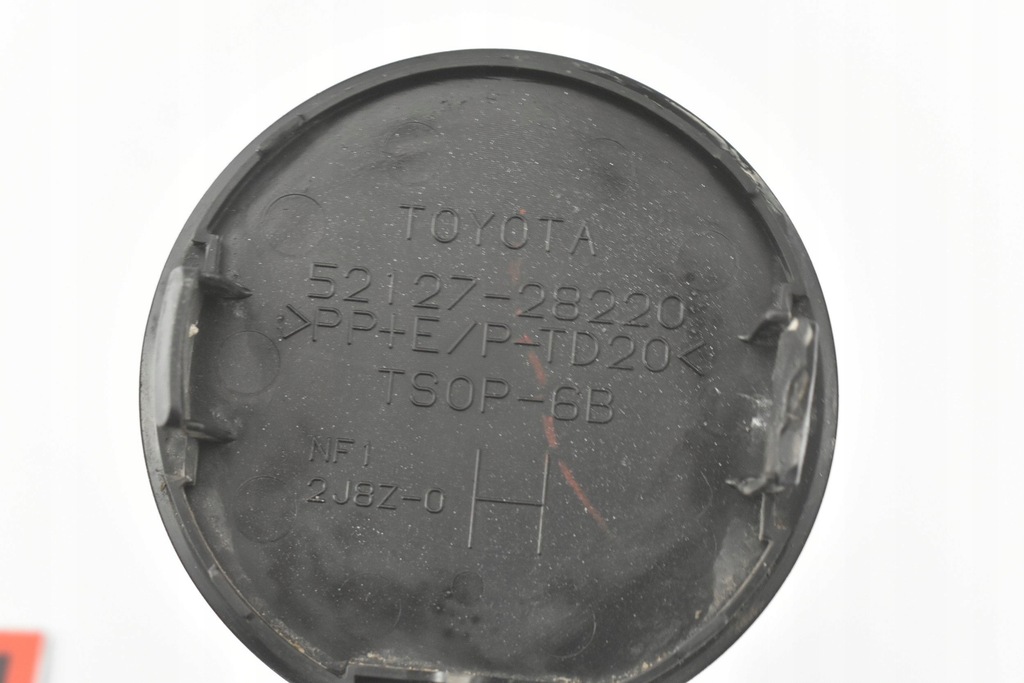 TOYOTA
52127-28220
>PP+E/P-TD20<
TSOP-6B
NF1
2J8Z-0
H